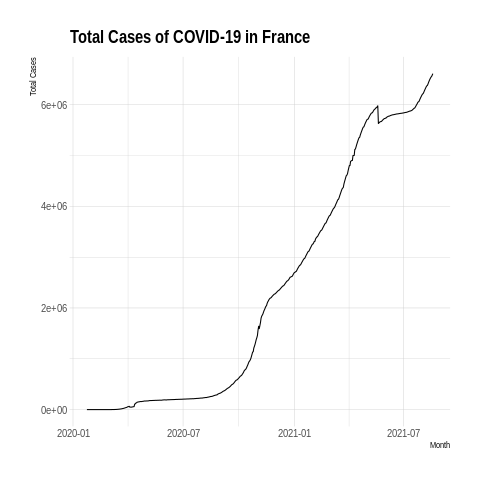 Total Cases of COVID-19 in France
Total Cases
6e+06
4e+06
2e+06
0e+00
2020-01 2020-07 2021-01 2021-07
Month